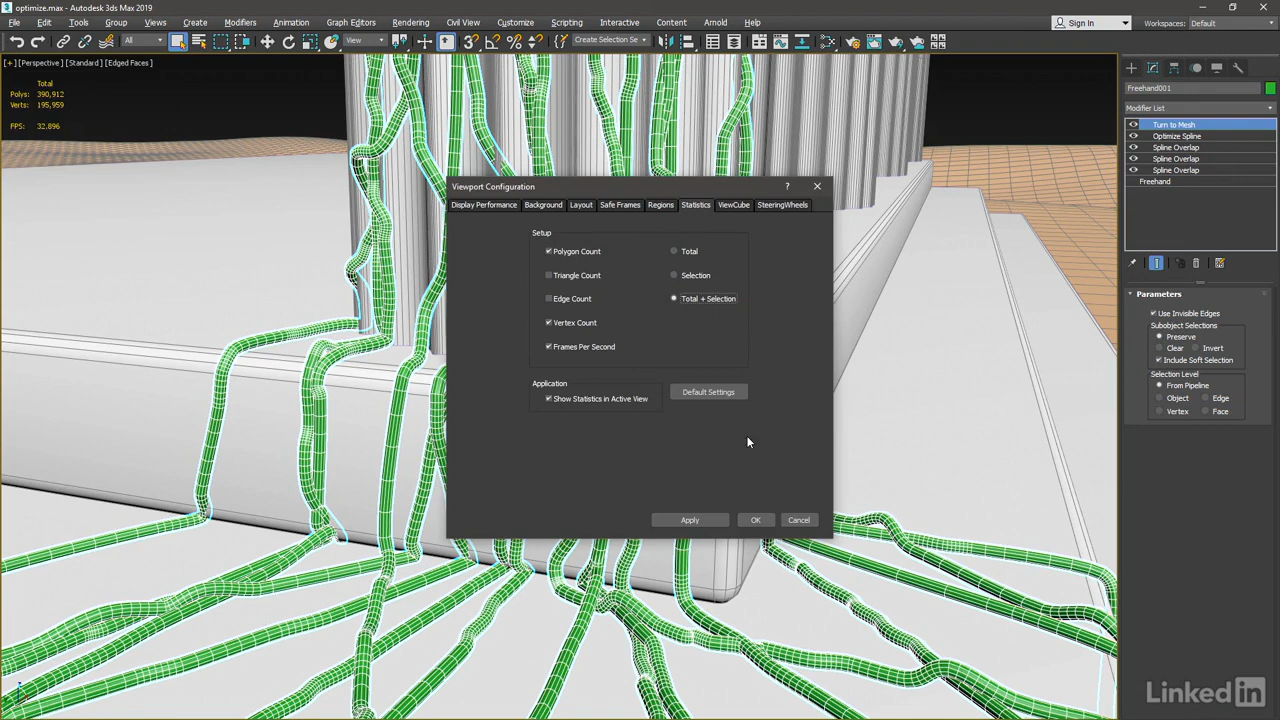 optimize.max - Autodesk 3ds Max 2019
File Edit Tools Group Views Create Modifiers Animation Graph Editors Rendering Civil View Customize Scripting Interactive Content Arnold Help
Sign In Workspaces: Default
All View Create Selection Se
[+] [Perspective] [Standard] [Edged Faces]
Total
Polys: 390,912
Verts: 195,959
FPS: 32.896
Viewport Configuration ?
Display Performance Background Layout Safe Frames Regions Statistics ViewCube SteeringWheels
Setup
Polygon Count Total
Triangle Count Selection
Edge Count Total + Selection
Vertex Count
Frames Per Second
Application
Show Statistics in Active View
Default Settings
Apply OK Cancel
Freehand001
Modifier List
Turn to Mesh
Optimize Spline
Spline Overlap
Spline Overlap
Spline Overlap
Freehand
Parameters
Use Invisible Edges
Subobject Selections
Preserve
Clear Invert
Include Soft Selection
Selection Level
From Pipeline
Object Edge
Vertex Face
LinkedIn